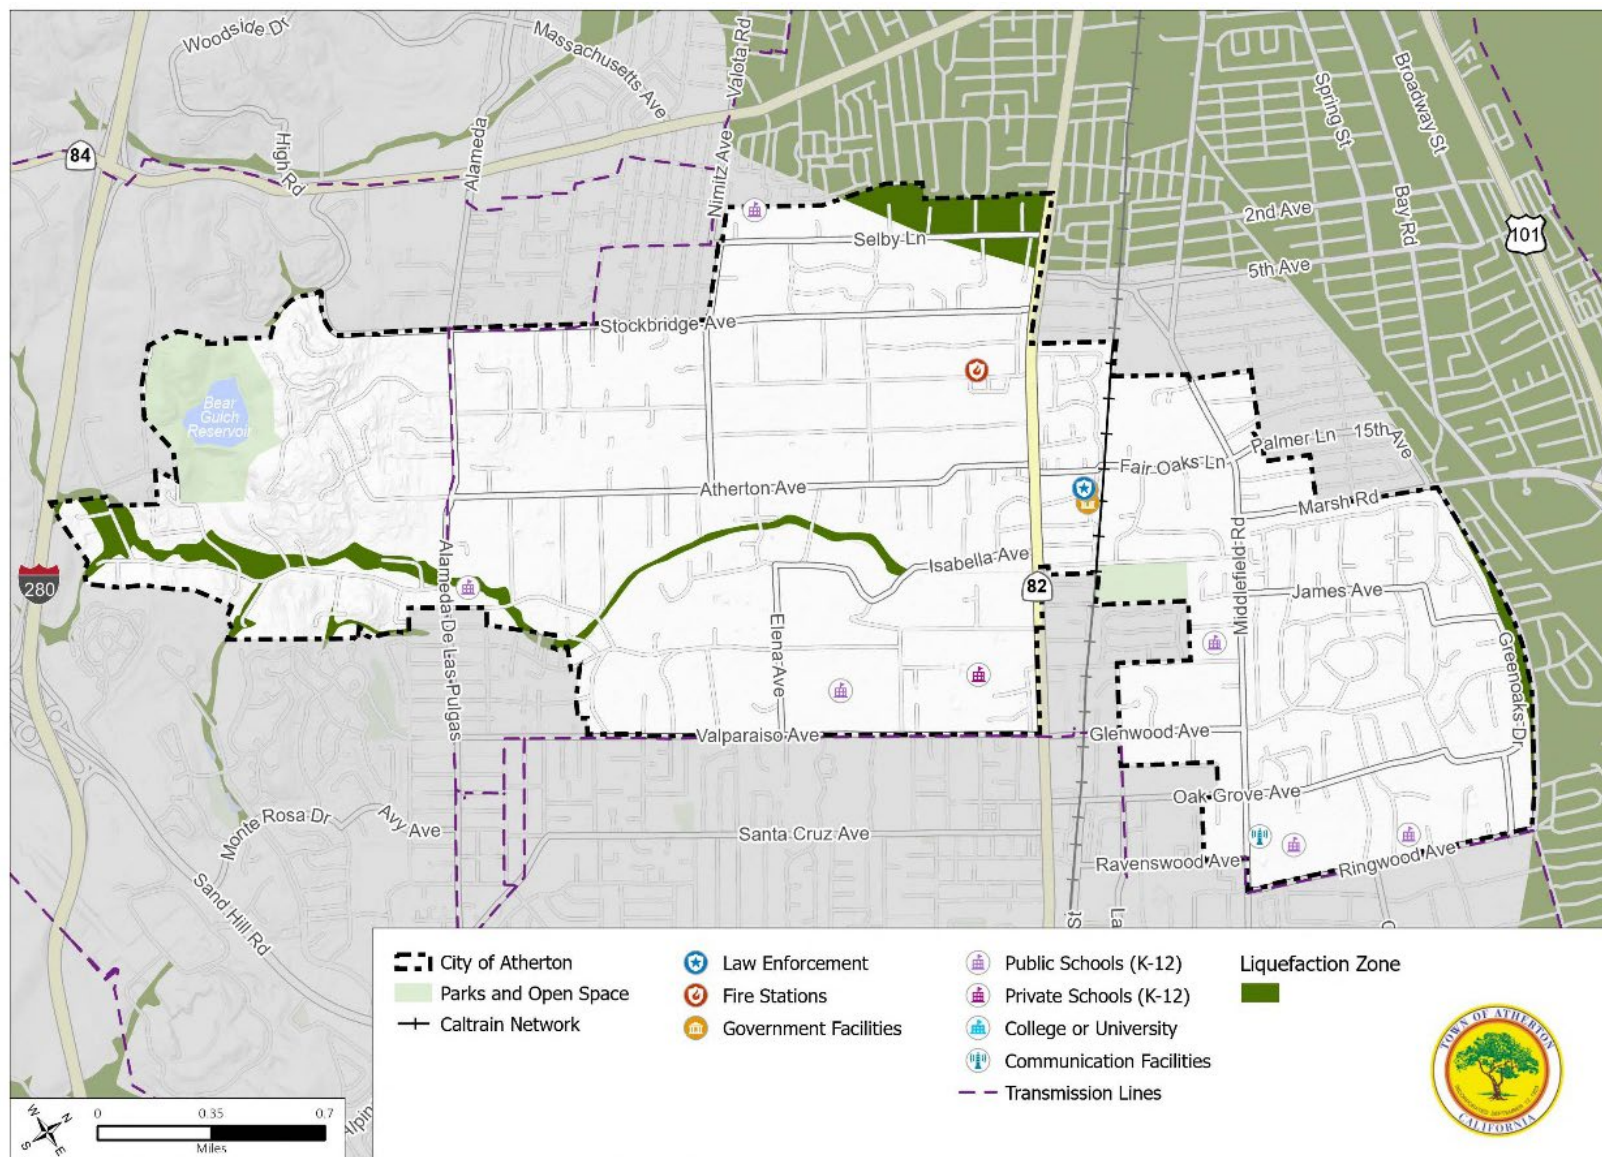 Woodside Dr
Massachusetts Ave
Valota Rd
Broadway St
Spring St
84
High Rd
Alameda
Nimitz Ave
Bay Rd
2nd Ave
101
Selby Ln
5th Ave
Stockbridge Ave
Bear
Gulch
Reservoir
Palmer Ln
15th Ave
Fair Oaks Ln
Atherton Ave
Marsh Rd
Middlefield Rd
Isabella Ave
280
82
James Ave
Alameda De Las Pulgas
Elena Ave
Greenoaks Dr
Valparaiso Ave
Glenwood Ave
Oak Grove Ave
Monte Rosa Dr
Avy Ave
Santa Cruz Ave
Ravenswood Ave
Ringwood Ave
Sand Hill Rd
St
La
City of Atherton
Parks and Open Space
Caltrain Network
Law Enforcement
Fire Stations
Government Facilities
Public Schools (K-12)
Private Schools (K-12)
College or University
Communication Facilities
Transmission Lines
Liquefaction Zone
Alpin
N
W
E
S
0 0.35 0.7
Miles
TOWN OF ATHERTON
CALIFORNIA